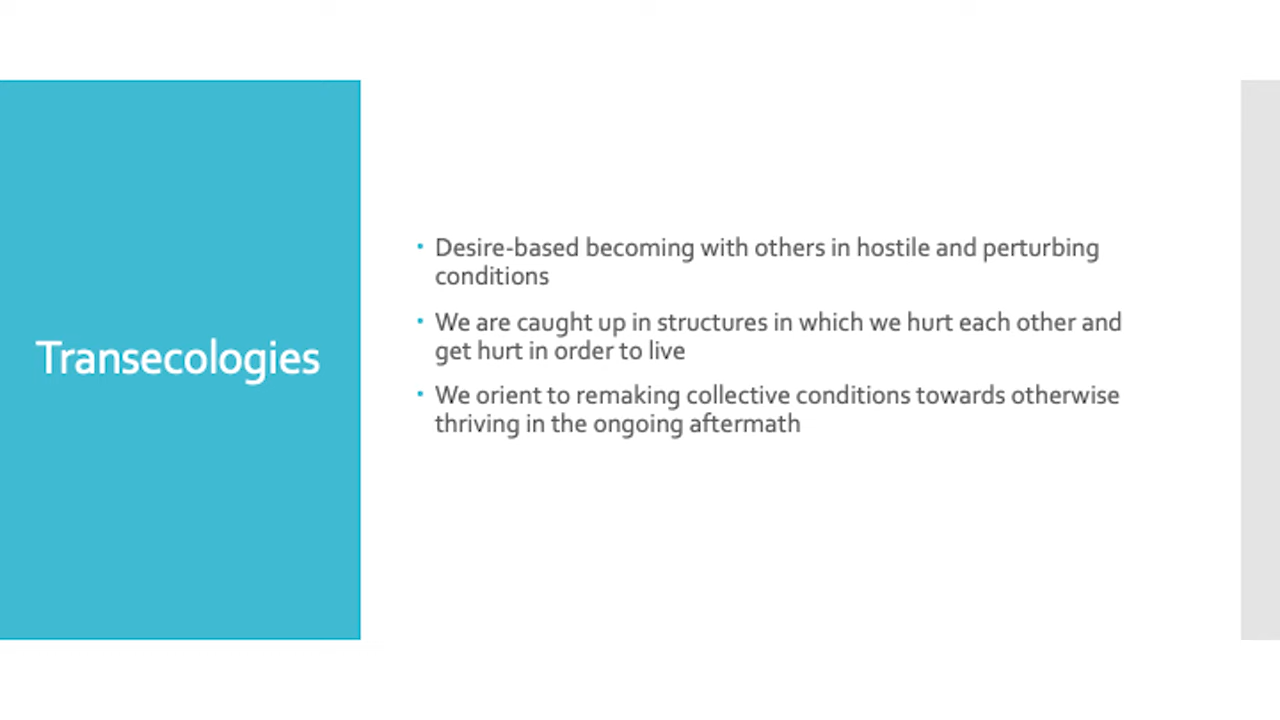 Transecologies
• Desire-based becoming with others in hostile and perturbing
conditions
• We are caught up in structures in which we hurt each other and
get hurt in order to live
• We orient to remaking collective conditions towards otherwise
thriving in the ongoing aftermath